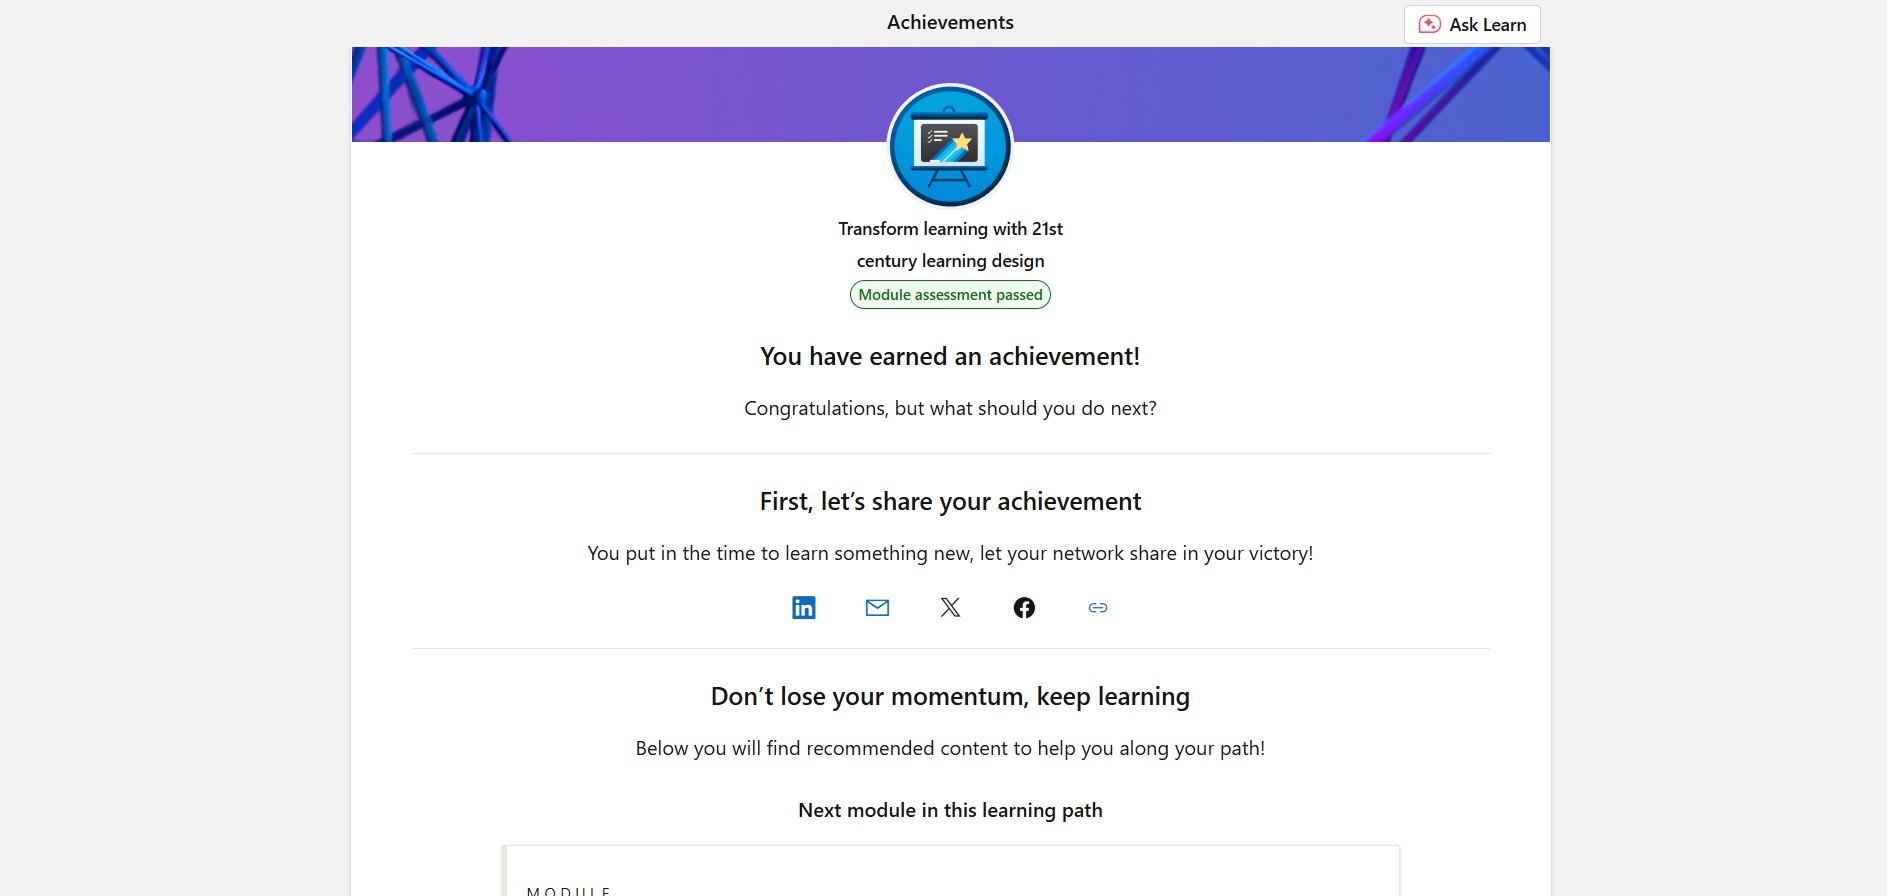 Achievements
Ask Learn
Transform learning with 21st
century learning design
Module assessment passed
You have earned an achievement!
Congratulations, but what should you do next?
First, let’s share your achievement
You put in the time to learn something new, let your network share in your victory!
Don’t lose your momentum, keep learning
Below you will find recommended content to help you along your path!
Next module in this learning path
MODULE